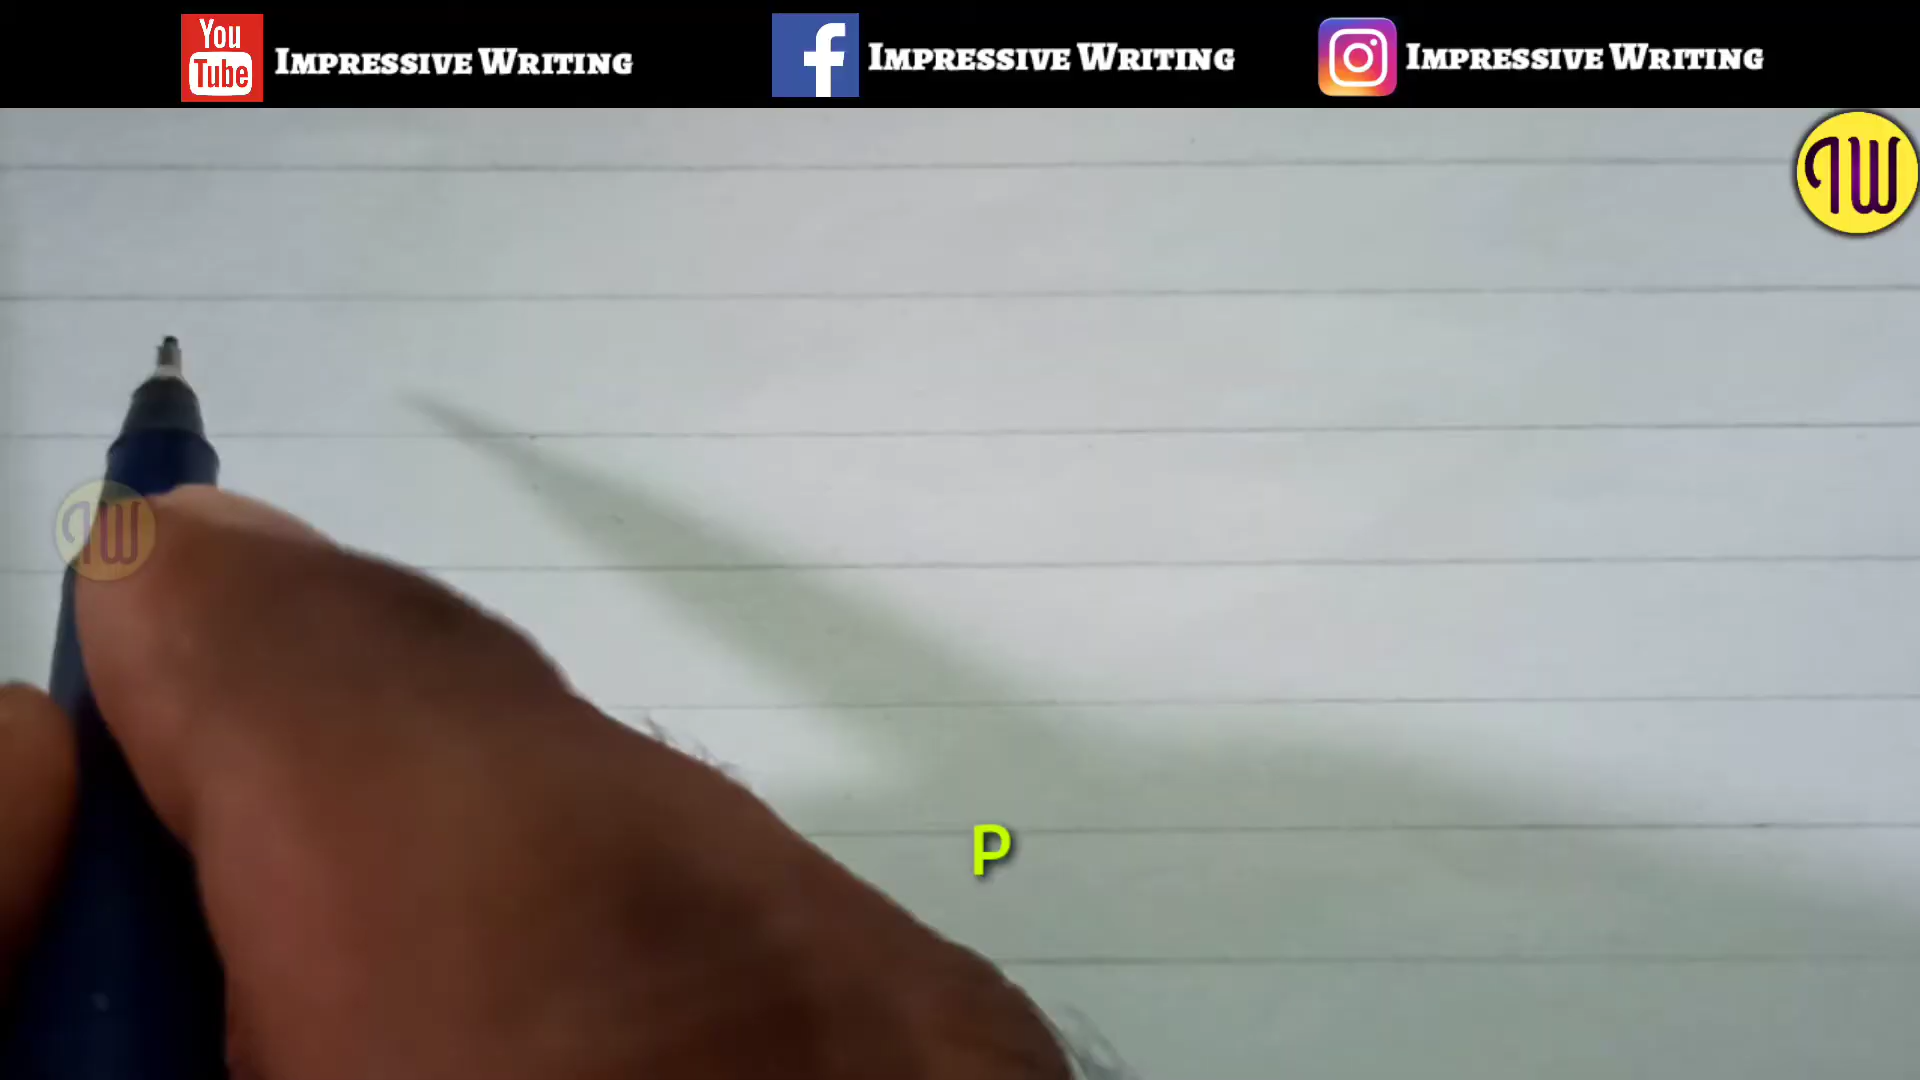 You Tube IMPRESSIVE WRITING
f IMPRESSIVE WRITING
IMPRESSIVE WRITING
IW
IW
P